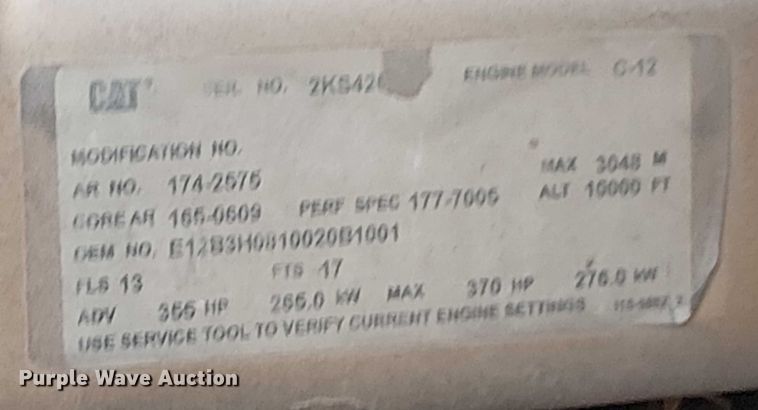 CAT SER. NO. 2KS42 ENGINE MODEL C-12
MODIFICATION NO.
AR NO. 174-2575 MAX 3048 M
CORE AR 165-0609 PERF SPEC 177-7005 ALT 10000 FT
OEM NO. E12B3H0810020B1001
FLS 13 FTS 17
ADV 355 HP 265.0 KW MAX 370 HP 276.0 KW
USE SERVICE TOOL TO VERIFY CURRENT ENGINE SETTINGS
Purple Wave Auction